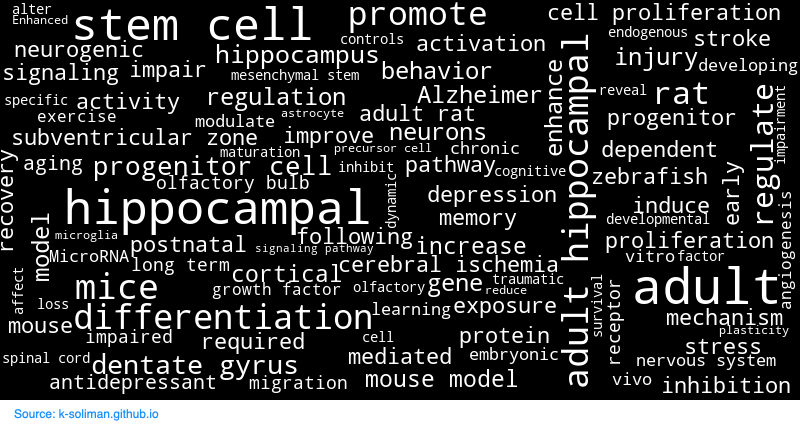 alter
Enhanced
stem cell
promote
cell proliferation
controls
endogenous
neurogenic
hippocampus
activation
stroke
injury
signaling
impair
mesenchymal stem
behavior
developing
specific
activity
regulation
Alzheimer
enhance
reveal
rat
exercise
modulate
astrocyte
adult rat
progenitor
regulate
impairment
subventricular zone
improve
neurons
maturation
precursor cell
chronic
dependent
recovery
aging
progenitor cell
inhibit
pathway
cognitive
zebrafish
olfactory bulb
dynamic
depression
induce
early
hippocampal
adult hippocampal
memory
developmental
angiogenesis
model
microglia
postnatal
following
signaling pathway
increase
proliferation
MicroRNA
long term
cortical
cerebral ischemia
vitro
factor
affect
mice
growth factor
olfactory
gene
traumatic
reduce
survival
adult
loss
mouse
differentiation
learning
exposure
receptor
mechanism
plasticity
impaired
required
cell
protein
stress
spinal cord
dentate gyrus
mediated
embryonic
nervous system
antidepressant
migration
mouse model
vivo
inhibition
Source: k-soliman.github.io